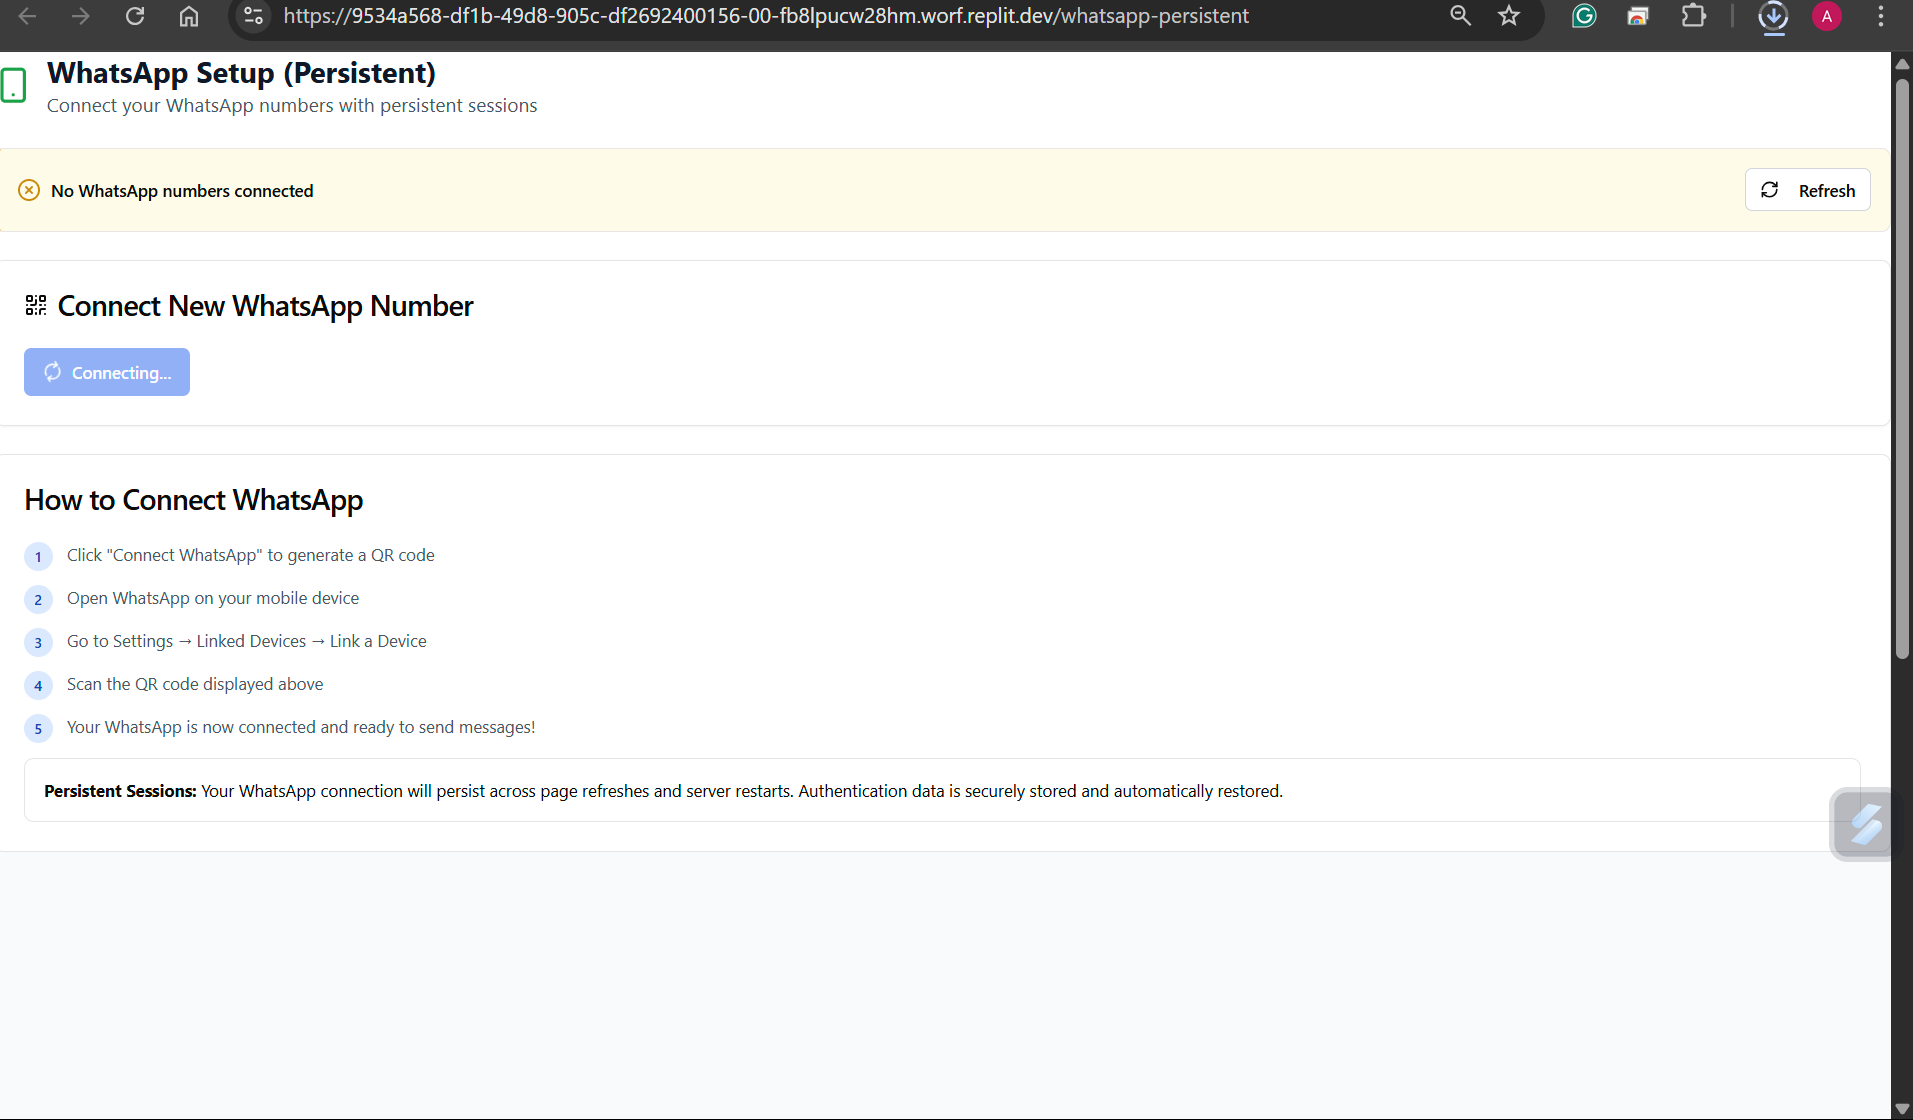 https://9534a568-df1b-49d8-905c-df2692400156-00-fb8lpucw28hm.worf.replit.dev/whatsapp-persistent
A
WhatsApp Setup (Persistent)
Connect your WhatsApp numbers with persistent sessions
No WhatsApp numbers connected
Refresh
Connect New WhatsApp Number
Connecting...
How to Connect WhatsApp
1 Click "Connect WhatsApp" to generate a QR code
2 Open WhatsApp on your mobile device
3 Go to Settings → Linked Devices → Link a Device
4 Scan the QR code displayed above
5 Your WhatsApp is now connected and ready to send messages!
Persistent Sessions: Your WhatsApp connection will persist across page refreshes and server restarts. Authentication data is securely stored and automatically restored.